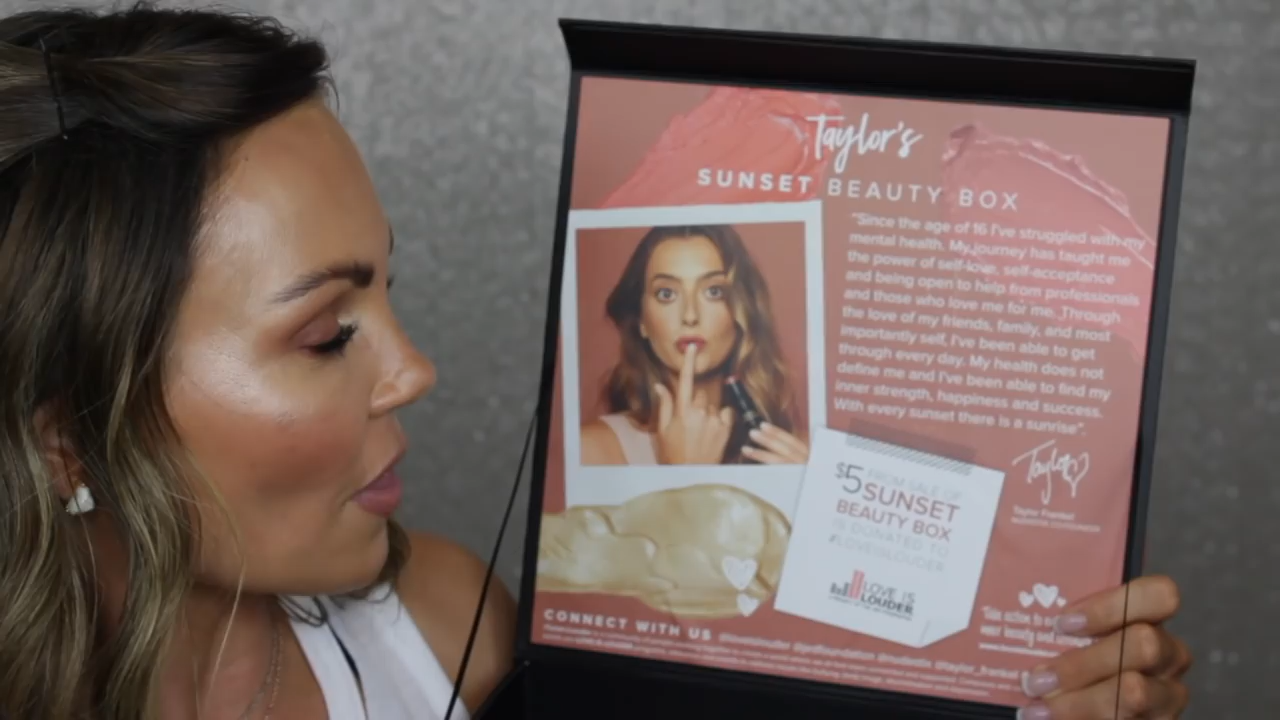 Taylor's
SUNSET BEAUTY BOX
"Since the age of 16 I've struggled with my
mental health. My journey has taught me
the power of self-love, self-acceptance
and being open to help from professionals
and those who love me for me. Through
the love of my friends, family, and most
importantly self, I've been able to get
through every day. My health does not
define me and I've been able to find my
inner strength, happiness and success.
With every sunset there is a sunrise".
Taylor
Taylor Frankel
$5 FROM SALE OF
SUNSET
BEAUTY BOX
IS DONATED TO
#LOVEISLOUDER
LOVE IS
LOUDER
CONNECT WITH US